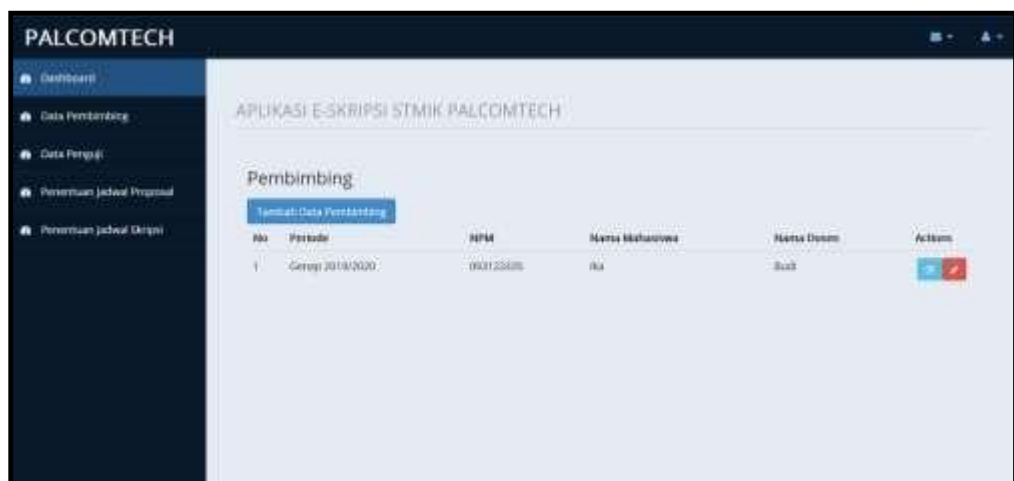 PALCOMTECH
Dashboard
Data Pembimbing
Data Penguji
Penentuan Jadwal Proposal
Penentuan Jadwal Skripsi
APLIKASI E-SKRIPSI STMIK PALCOMTECH
Pembimbing
Tambah Data Pembimbing
No Periode NPM Nama Mahasiswa Nama Dosen Actions
1 Genap 2019/2020 Ika Budi